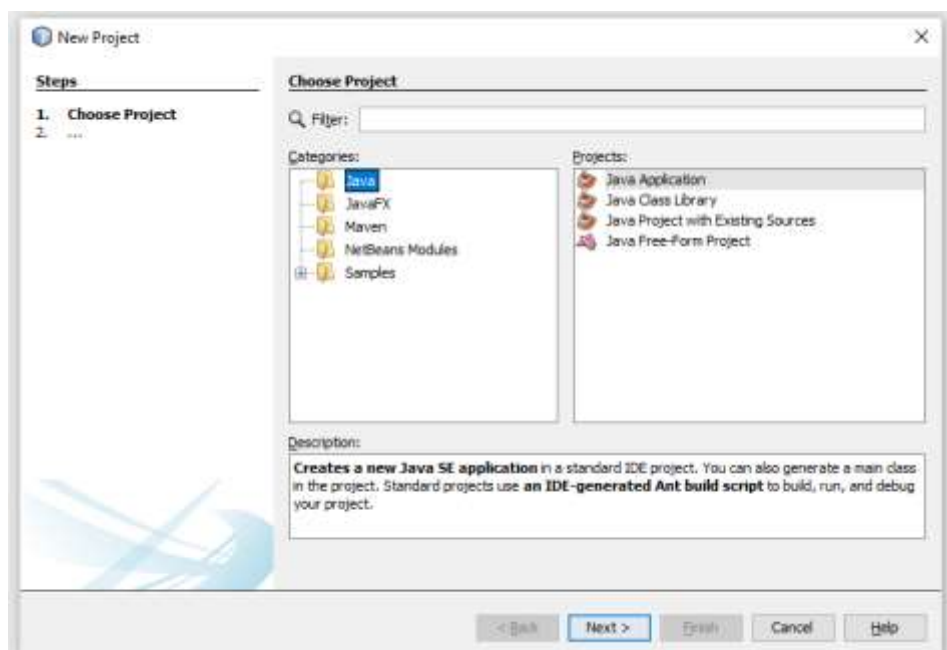 New Project
Steps
1. Choose Project
2. ...
Choose Project
Filter:
Categories:
Java
JavaFX
Maven
NetBeans Modules
Samples
Projects:
Java Application
Java Class Library
Java Project with Existing Sources
Java Free-Form Project
Description:
Creates a new Java SE application in a standard IDE project. You can also generate a main class
in the project. Standard projects use an IDE-generated Ant build script to build, run, and debug
your project.
< Back Next > Finish Cancel Help